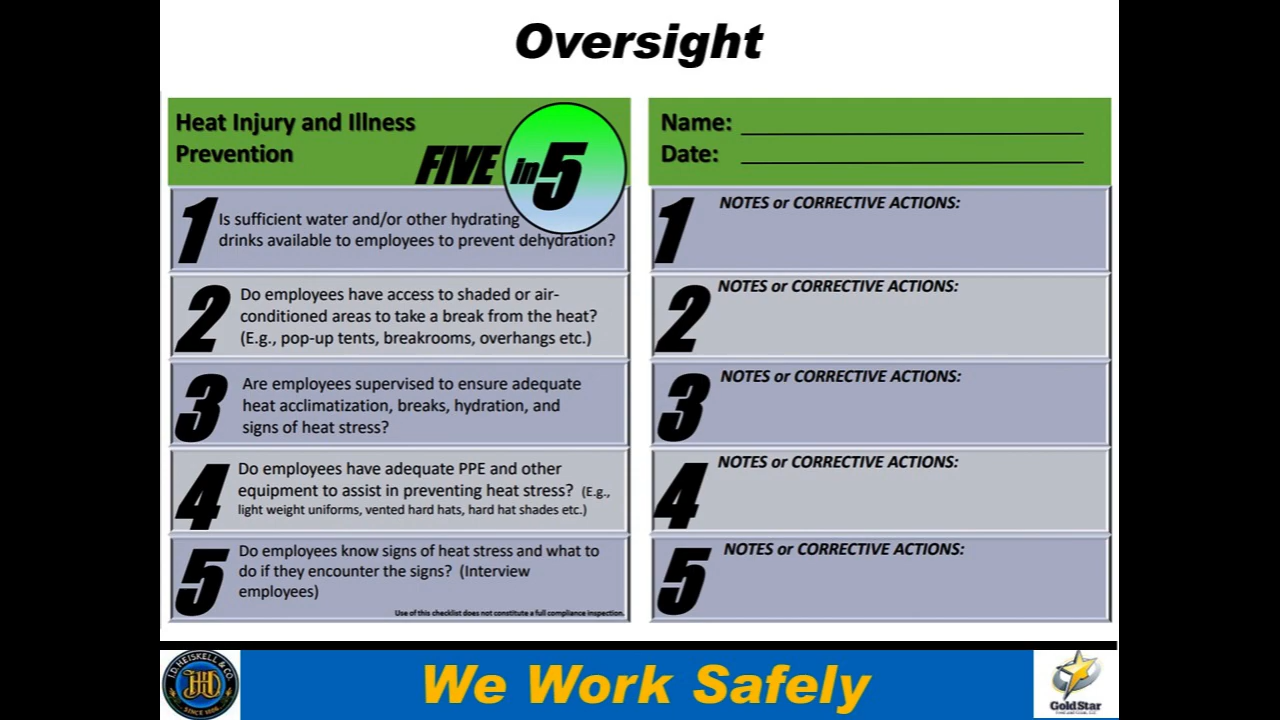 Oversight
Heat Injury and Illness
Prevention
FIVE in 5
1
Is sufficient water and/or other hydrating
drinks available to employees to prevent dehydration?
2
Do employees have access to shaded or air-
conditioned areas to take a break from the heat?
(E.g., pop-up tents, breakrooms, overhangs etc.)
3
Are employees supervised to ensure adequate
heat acclimatization, breaks, hydration, and
signs of heat stress?
4
Do employees have adequate PPE and other
equipment to assist in preventing heat stress? (E.g.,
light weight uniforms, vented hard hats, hard hat shades etc.)
5
Do employees know signs of heat stress and what to
do if they encounter the signs? (Interview
employees)
Use of this checklist does not constitute a full compliance inspection.
Name:
Date:
1
NOTES or CORRECTIVE ACTIONS:
2
NOTES or CORRECTIVE ACTIONS:
3
NOTES or CORRECTIVE ACTIONS:
4
NOTES or CORRECTIVE ACTIONS:
5
NOTES or CORRECTIVE ACTIONS:
J.D. HEISKELL & CO.
JHD
SINCE 1886
We Work Safely
Gold Star